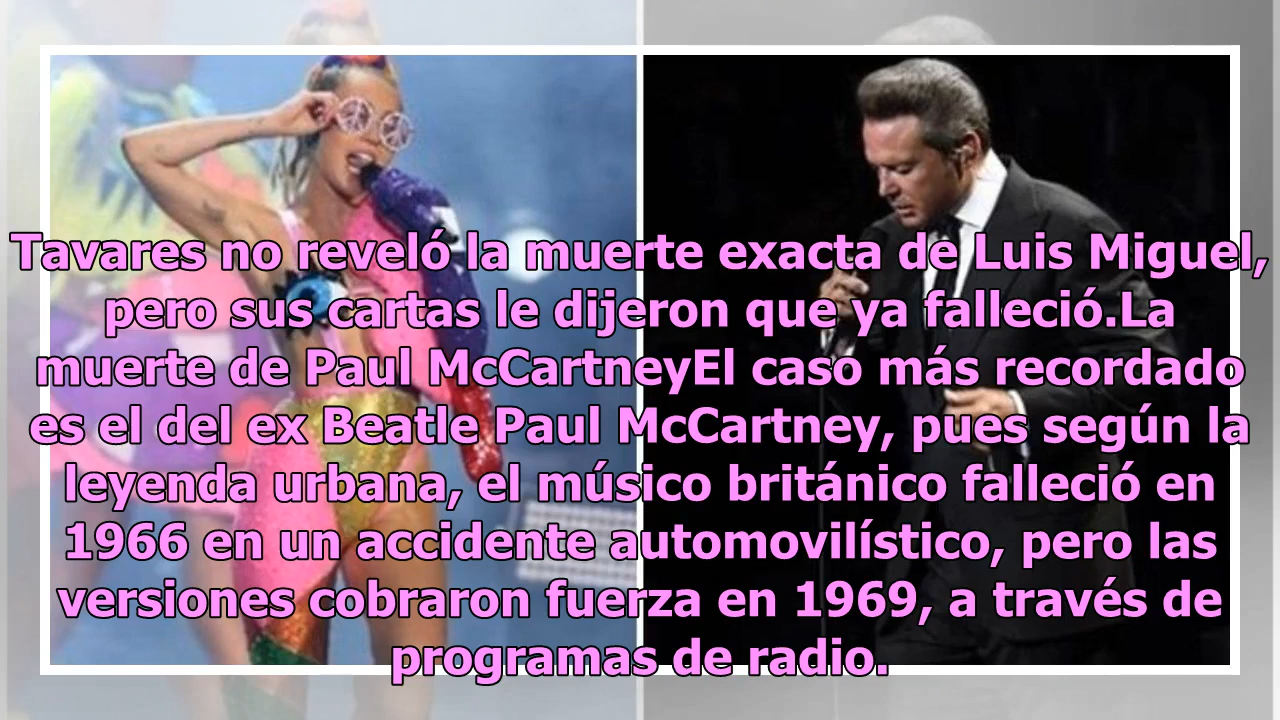 Tavares no reveló la muerte exacta de Luis Miguel,
pero sus cartas le dijeron que ya falleció.La
muerte de Paul McCartneyEl caso más recordado
es el del ex Beatle Paul McCartney, pues según la
leyenda urbana, el músico británico falleció en
1966 en un accidente automovilístico, pero las
versiones cobraron fuerza en 1969, a través de
programas de radio.